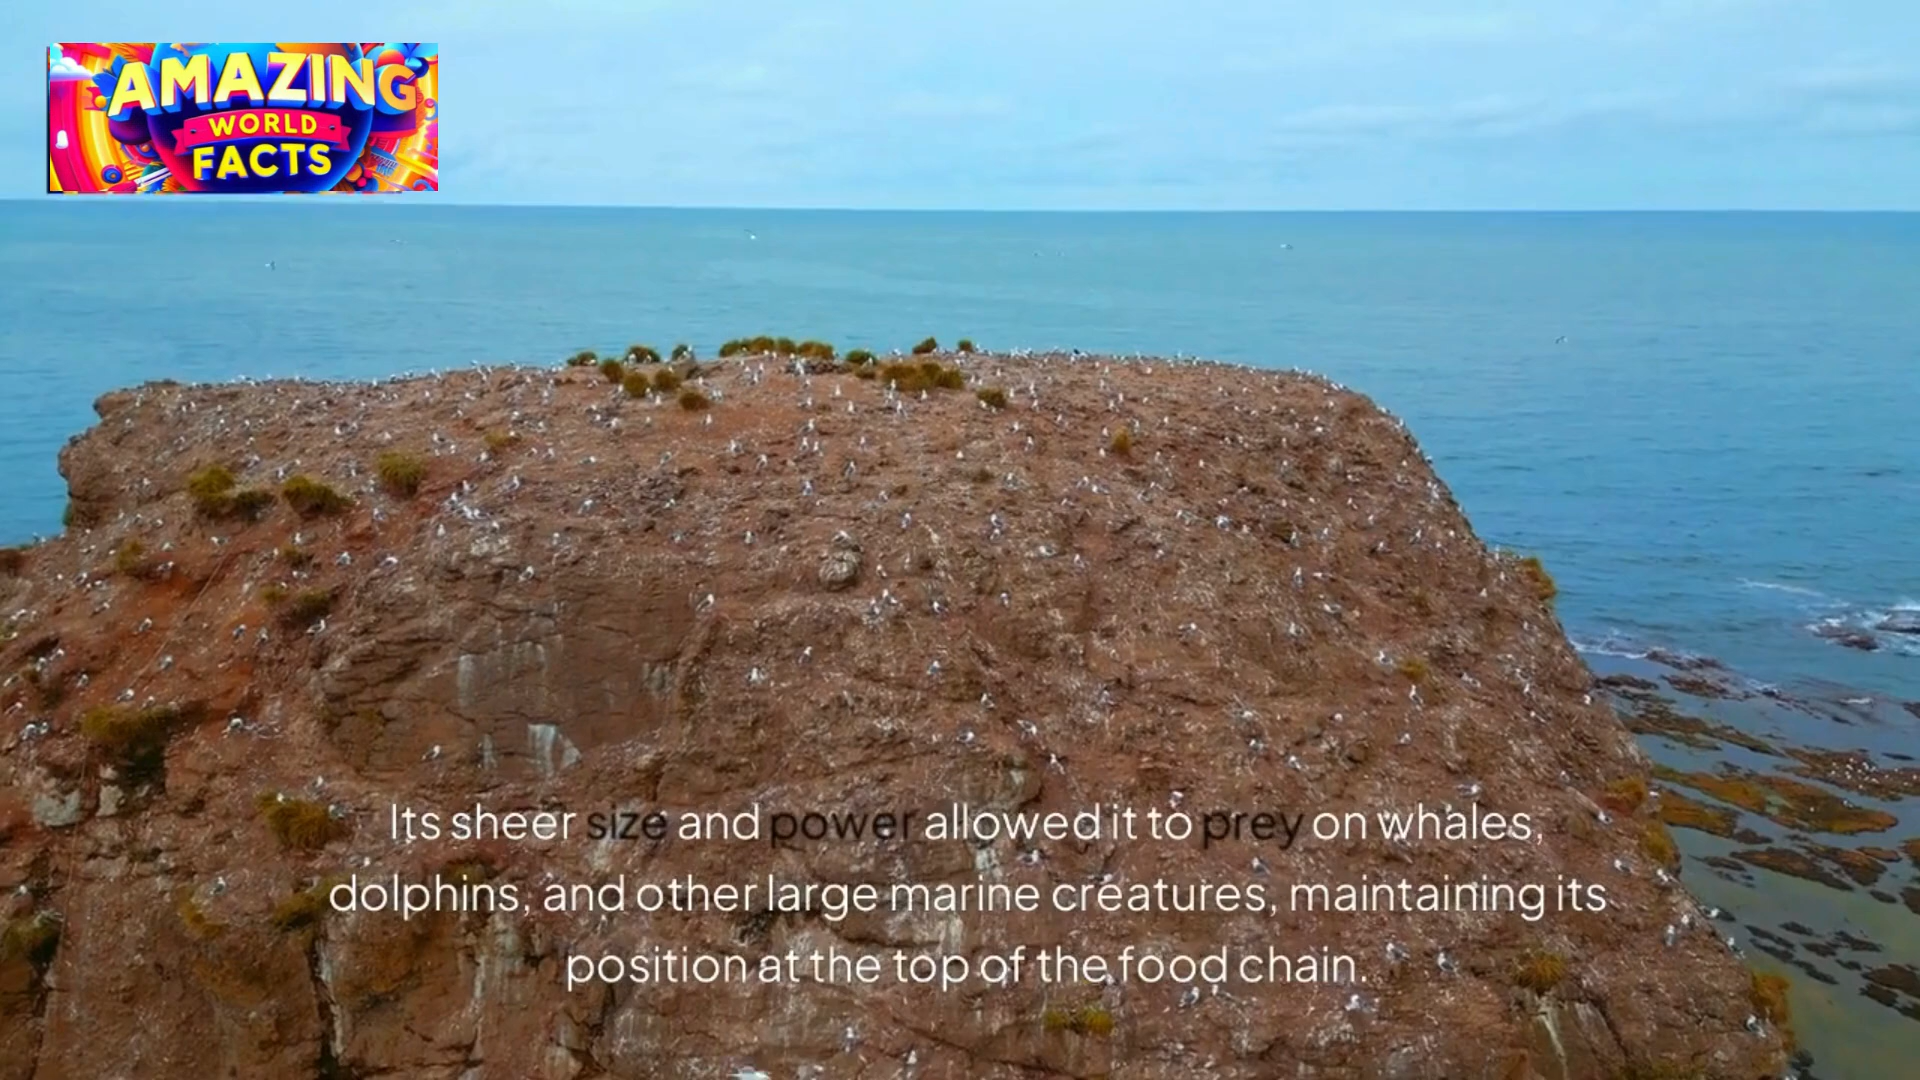 AMAZING
WORLD
FACTS
Its sheer size and power allowed it to prey on whales,
dolphins, and other large marine creatures, maintaining its
position at the top of the food chain.